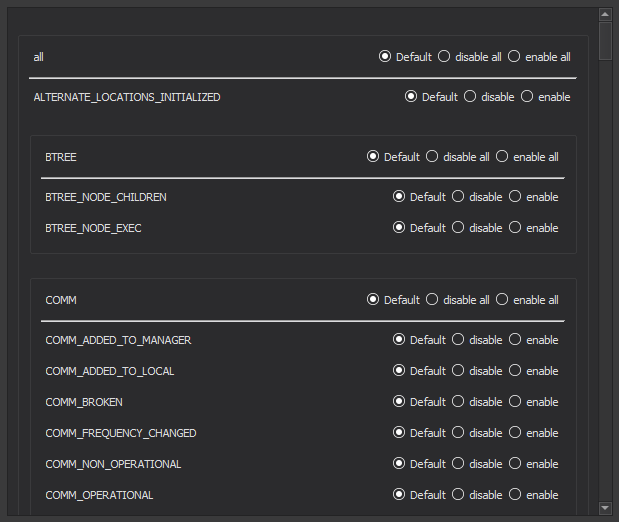 all Default disable all enable all
ALTERNATE_LOCATIONS_INITIALIZED Default disable enable
BTREE Default disable all enable all
BTREE_NODE_CHILDREN Default disable enable
BTREE_NODE_EXEC Default disable enable
COMM Default disable all enable all
COMM_ADDED_TO_MANAGER Default disable enable
COMM_ADDED_TO_LOCAL Default disable enable
COMM_BROKEN Default disable enable
COMM_FREQUENCY_CHANGED Default disable enable
COMM_NON_OPERATIONAL Default disable enable
COMM_OPERATIONAL Default disable enable